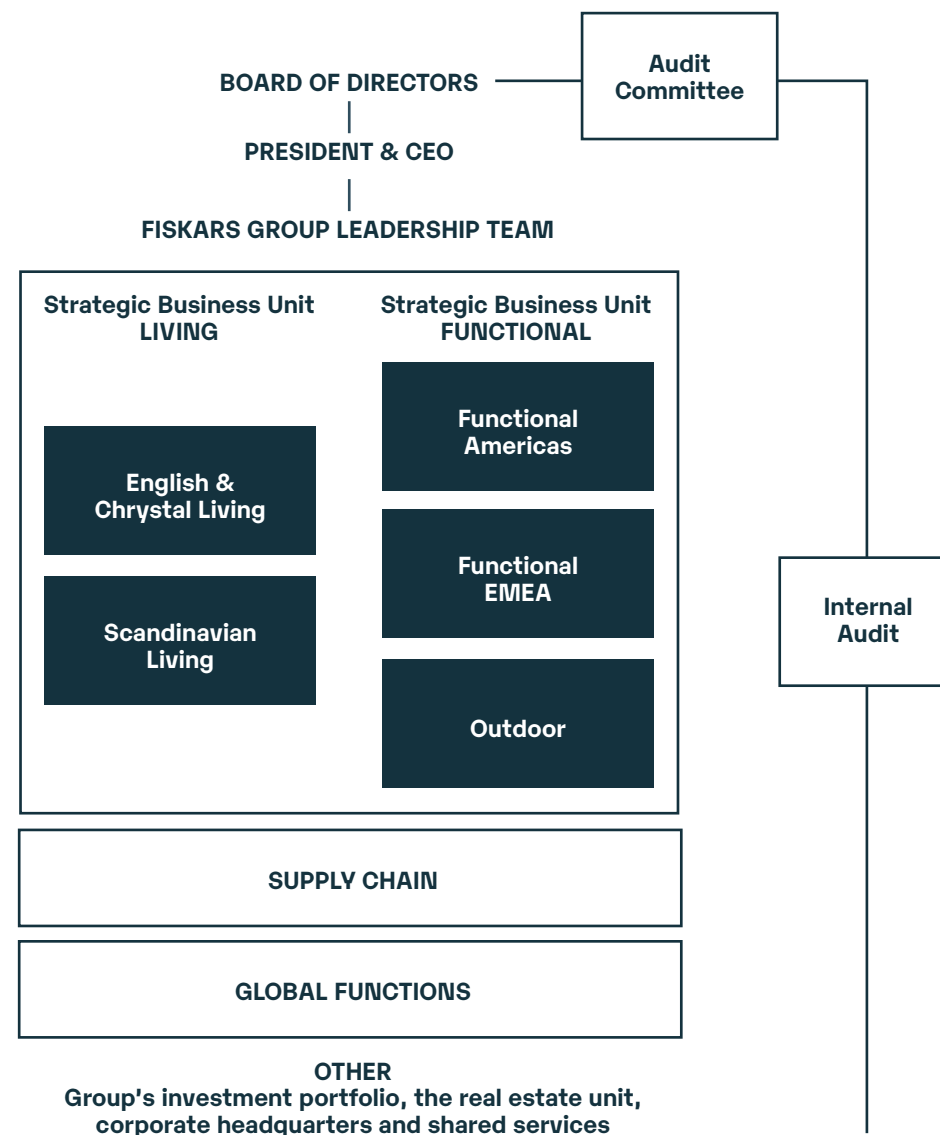 BOARD OF DIRECTORS
Audit
Committee
PRESIDENT & CEO
FISKARS GROUP LEADERSHIP TEAM
Strategic Business Unit
LIVING
English &
Chrystal Living
Scandinavian
Living
Strategic Business Unit
FUNCTIONAL
Functional
Americas
Functional
EMEA
Outdoor
Internal
Audit
SUPPLY CHAIN
GLOBAL FUNCTIONS
OTHER
Group’s investment portfolio, the real estate unit,
corporate headquarters and shared services